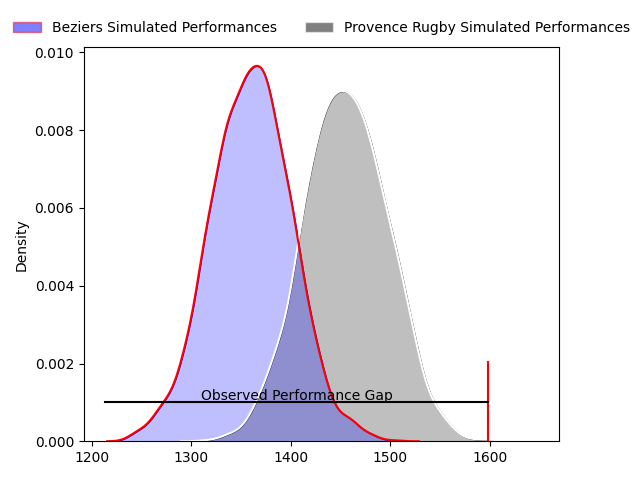 Beziers Simulated Performances
Provence Rugby Simulated Performances
0.010
0.008
0.006
0.004
0.002
0.000
Density
Observed Performance Gap
1200 1300 1400 1500 1600